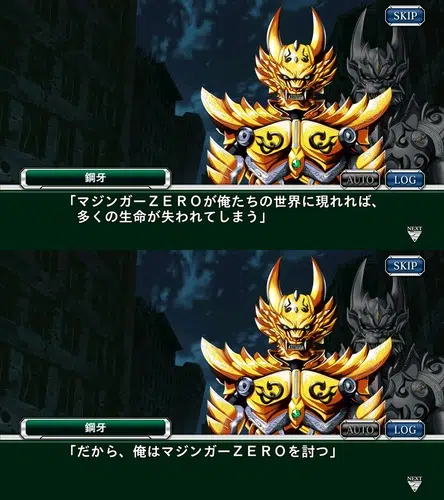 SKIP
鋼牙
AUTO
LOG
「マジンガーＺＥＲＯが俺たちの世界に現れれば、
多くの生命が失われてしまう」
NEXT
SKIP
鋼牙
AUTO
LOG
「だから、俺はマジンガーＺＥＲＯを討つ」
NEXT